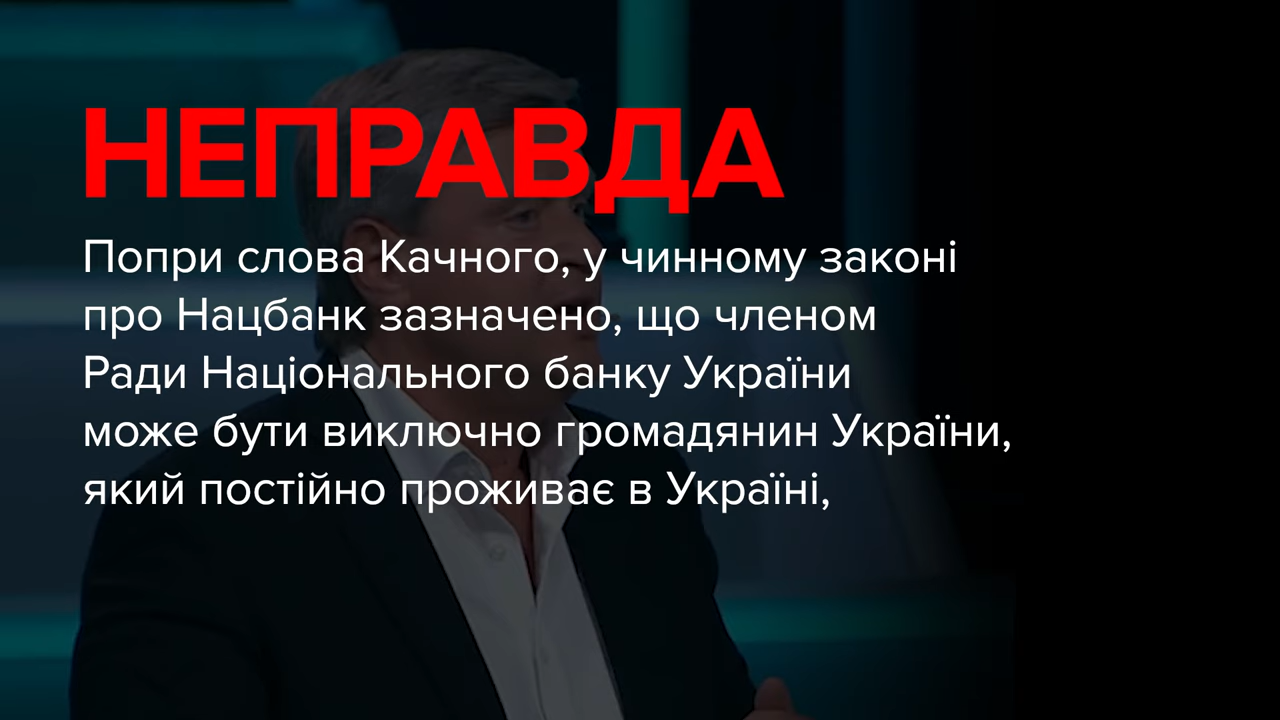 НЕПРАВДА
Попри слова Качного, у чинному законі
про Нацбанк зазначено, що членом
Ради Національного банку України
може бути виключно громадянин України,
який постійно проживає в Україні,